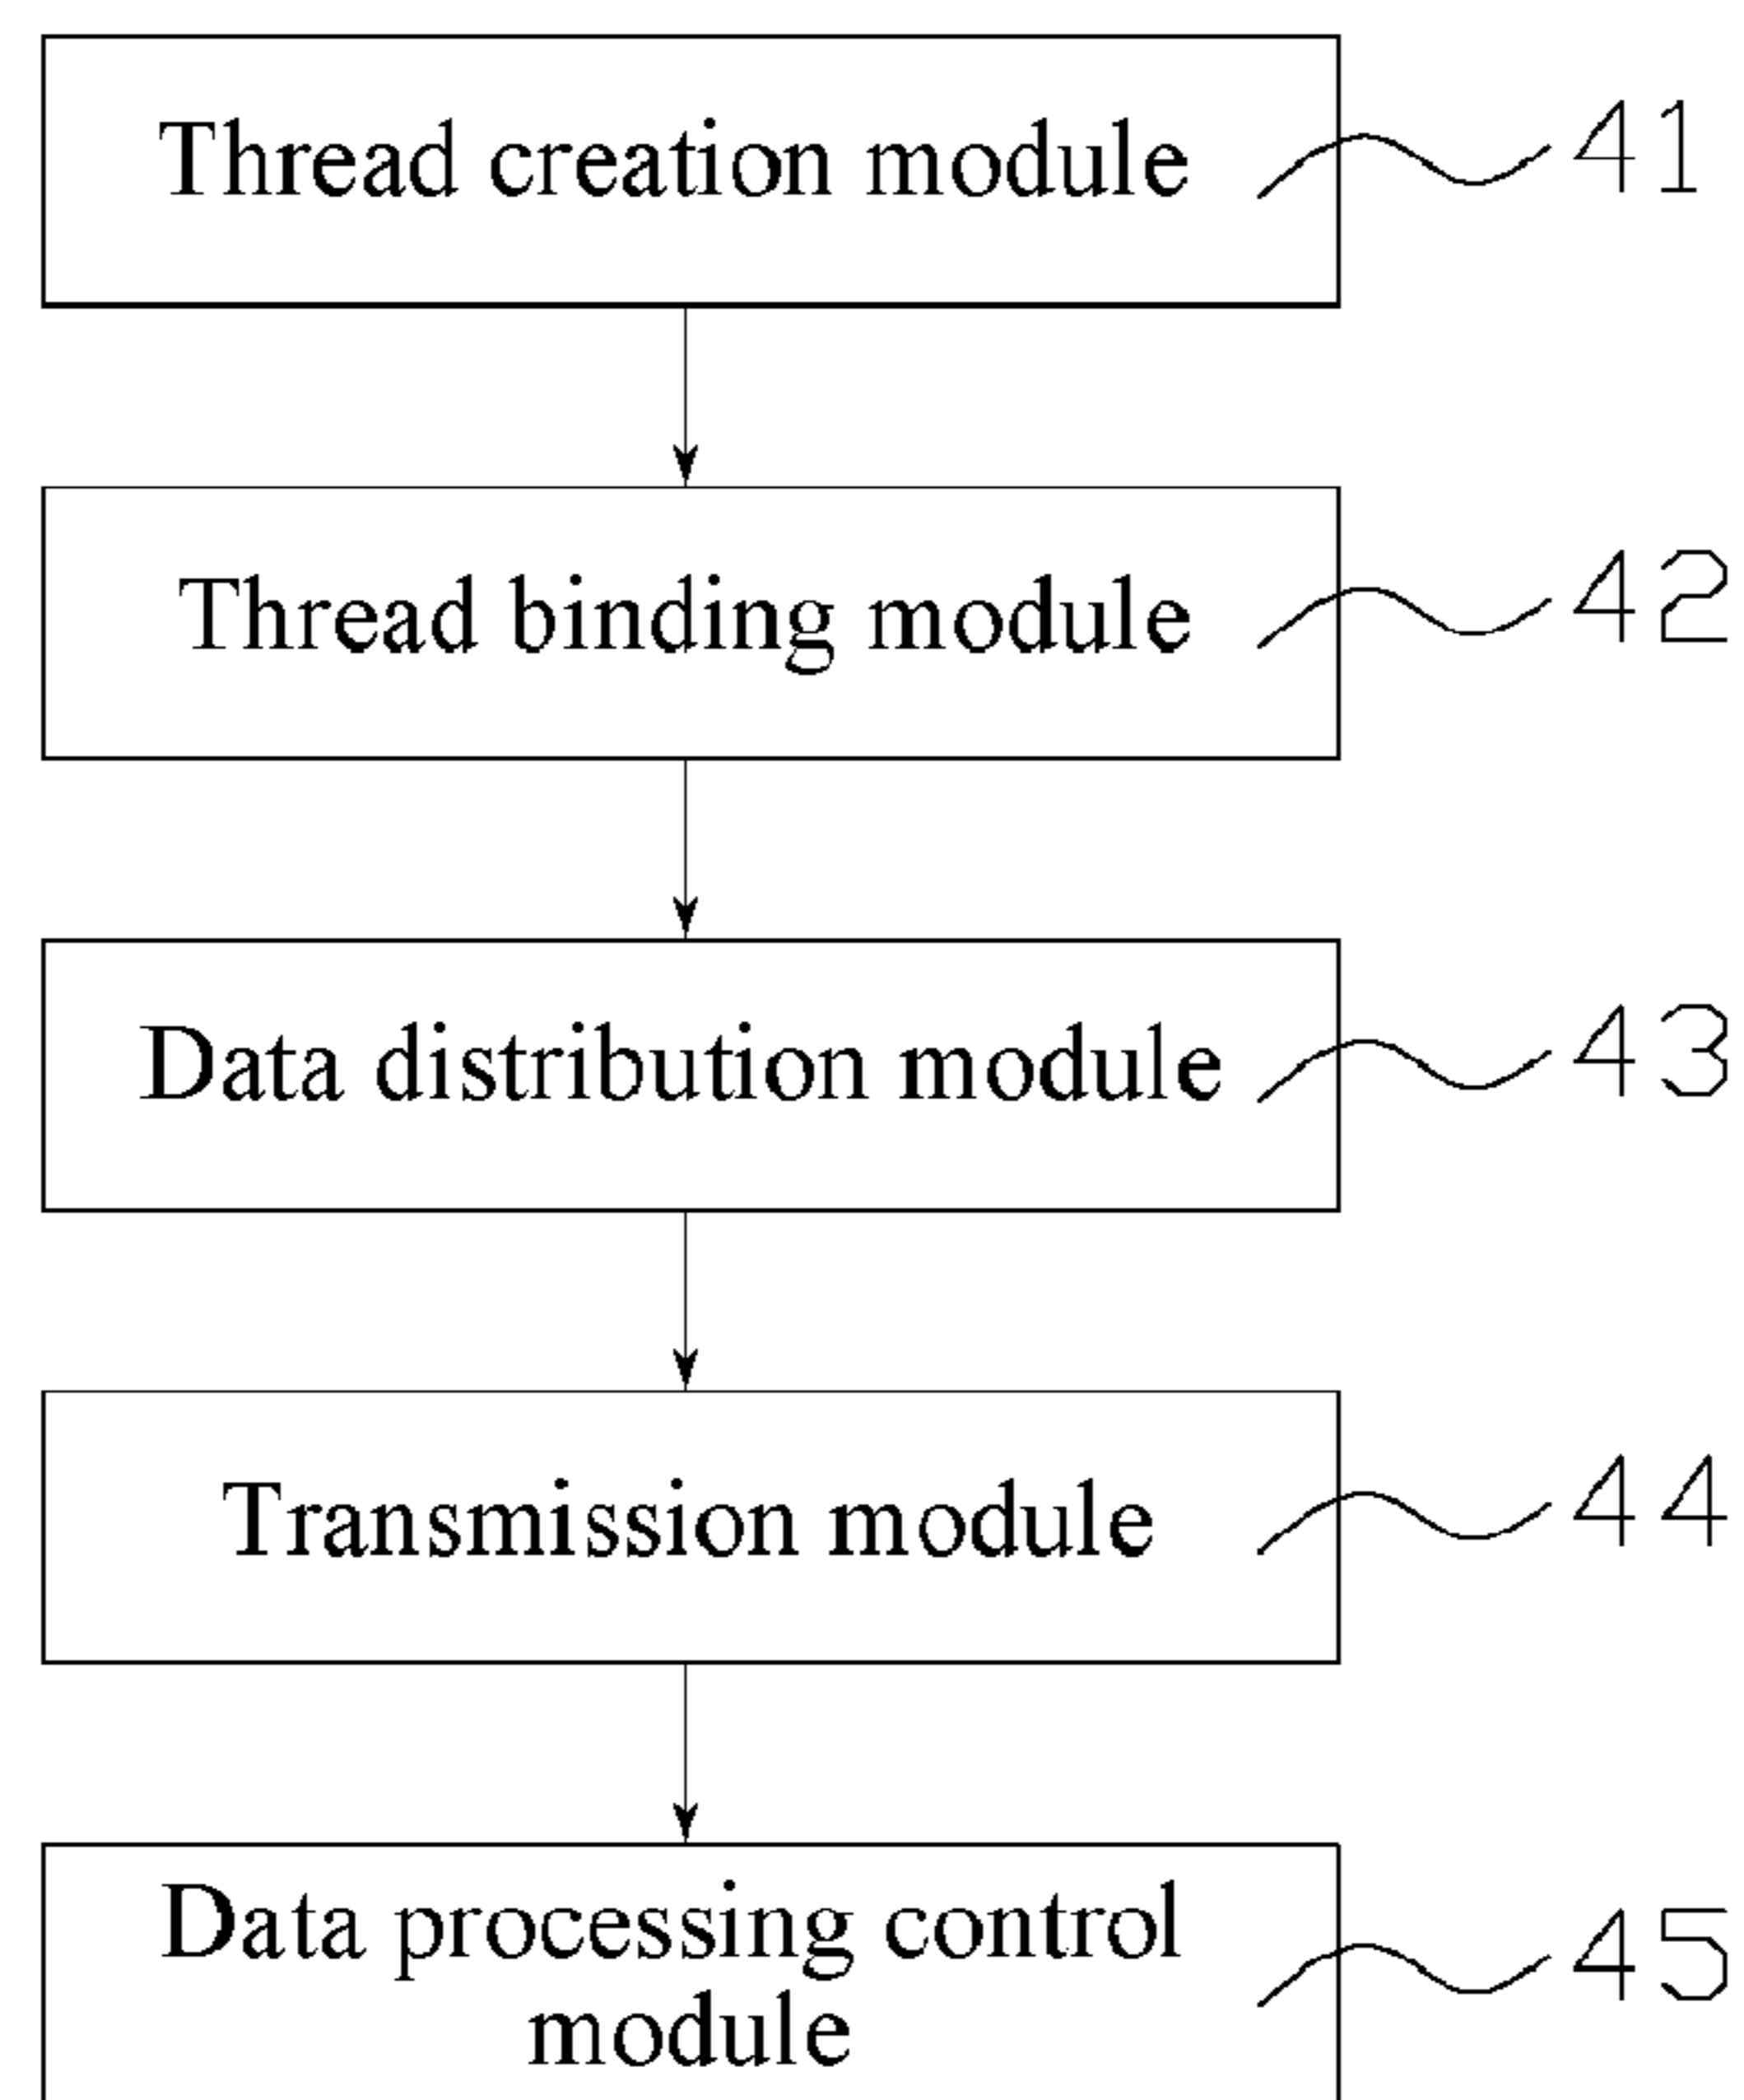 Thread creation module 41
Thread binding module 42
Data distribution module 43
Transmission module 44
Data processing control
module
45